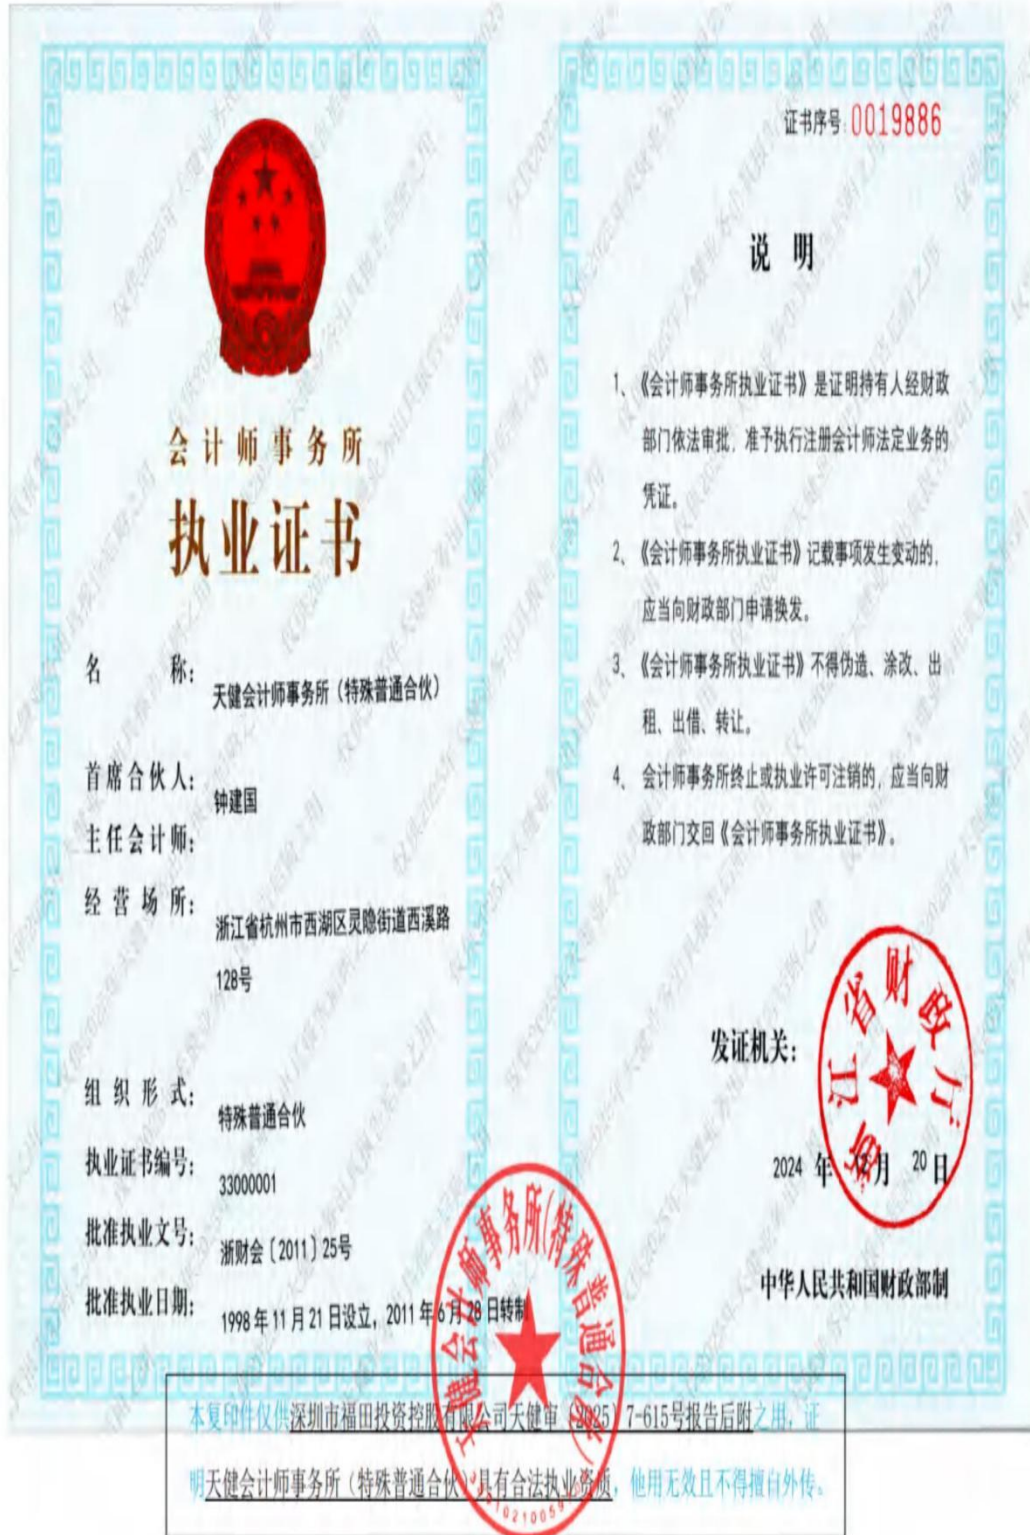 会计师事务所
执业证书
名称：
天健会计师事务所（特殊普通合伙）
首席合伙人：
钟建国
主任会计师：
经营场所：
浙江省杭州市西湖区灵隐街道西溪路
128号
组织形式：
特殊普通合伙
执业证书编号：
33000001
批准执业文号：
浙财会〔2011〕25号
批准执业日期：
1998年11月21日设立，2011年6月28日转制
证书序号：0019886
说明
1、《会计师事务所执业证书》是证明持有人经财政
部门依法审批，准予执行注册会计师法定业务的
凭证。
2、《会计师事务所执业证书》记载事项发生变动的，
应当向财政部门申请换发。
3、《会计师事务所执业证书》不得伪造、涂改、出
租、出借、转让。
4、会计师事务所终止或执业许可注销的，应当向财
政部门交回《会计师事务所执业证书》。
发证机关：
浙江省财政厅
2024年12月20日
中华人民共和国财政部制
天健会计师事务所(特殊普通合伙)
本复印件仅供深圳市福田投资控股有限公司天健审〔2025〕7-615号报告后附之用，证
明天健会计师事务所（特殊普通合伙）具有合法执业资质，他用无效且不得擅自外传。